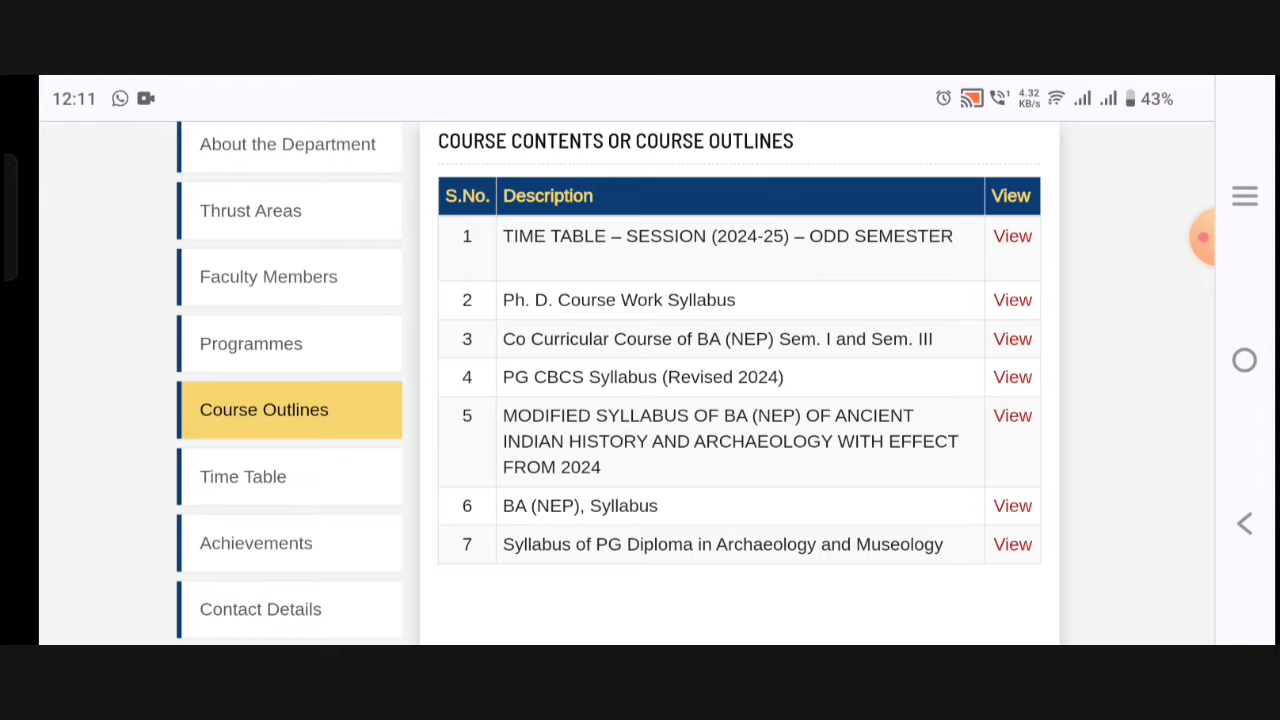 12:11
4.32 KB/s
43%
About the Department
Thrust Areas
Faculty Members
Programmes
Course Outlines
Time Table
Achievements
Contact Details
COURSE CONTENTS OR COURSE OUTLINES
S.No. Description View
1 TIME TABLE – SESSION (2024-25) – ODD SEMESTER View
2 Ph. D. Course Work Syllabus View
3 Co Curricular Course of BA (NEP) Sem. I and Sem. III View
4 PG CBCS Syllabus (Revised 2024) View
5 MODIFIED SYLLABUS OF BA (NEP) OF ANCIENT View
INDIAN HISTORY AND ARCHAEOLOGY WITH EFFECT
FROM 2024
6 BA (NEP), Syllabus View
7 Syllabus of PG Diploma in Archaeology and Museology View